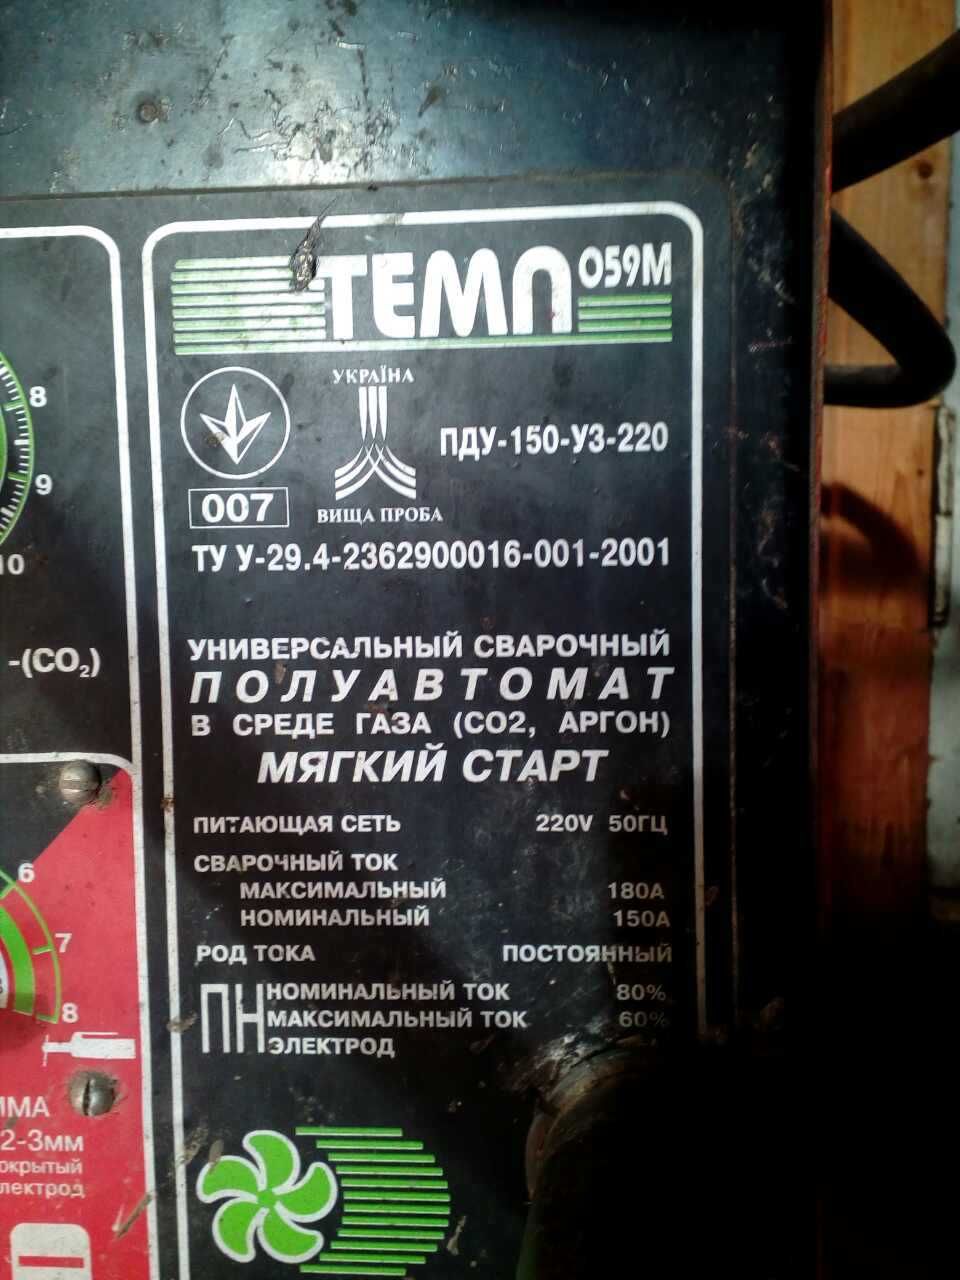 ТЕМП 059М
УКРАЇНА
ПДУ-150-У3-220
007
ВИЩА ПРОБА
ТУ У-29.4-2362900016-001-2001
УНИВЕРСАЛЬНЫЙ СВАРОЧНЫЙ
ПОЛУАВТОМАТ
В СРЕДЕ ГАЗА (СО2, АРГОН)
МЯГКИЙ СТАРТ
ПИТАЮЩАЯ СЕТЬ 220V 50ГЦ
СВАРОЧНЫЙ ТОК
МАКСИМАЛЬНЫЙ 180А
НОМИНАЛЬНЫЙ 150А
РОД ТОКА ПОСТОЯННЫЙ
ПН НОМИНАЛЬНЫЙ ТОК 80%
МАКСИМАЛЬНЫЙ ТОК 60%
ЭЛЕКТРОД
8
9
10
-(CO₂)
6
7
8
2-3мм